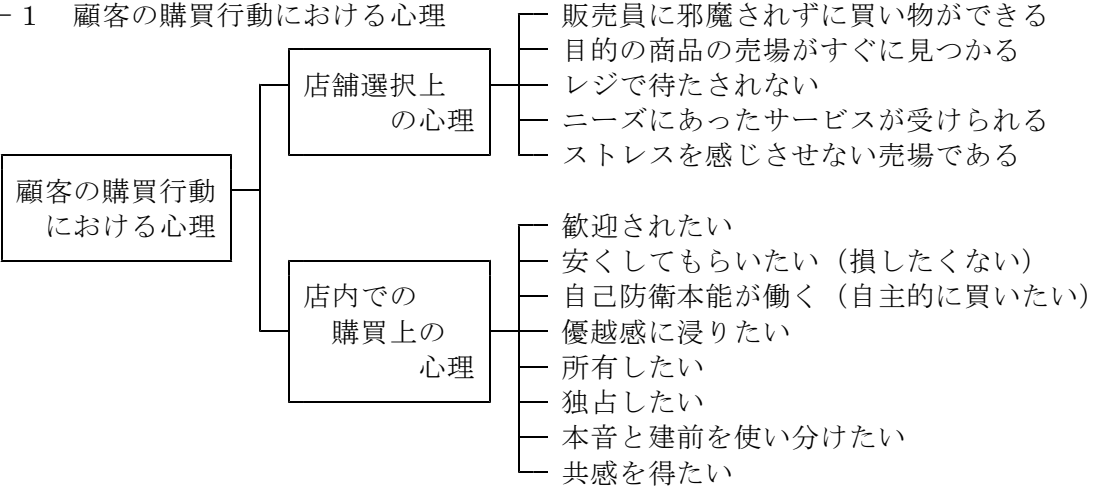 －１　顧客の購買行動における心理
顧客の購買行動
における心理
店舗選択上
の心理
販売員に邪魔されずに買い物ができる
目的の商品の売場がすぐに見つかる
レジで待たされない
ニーズにあったサービスが受けられる
ストレスを感じさせない売場である
店内での
購買上の
心理
歓迎されたい
安くしてもらいたい（損したくない）
自己防衛本能が働く（自主的に買いたい）
優越感に浸りたい
所有したい
独占したい
本音と建前を使い分けたい
共感を得たい